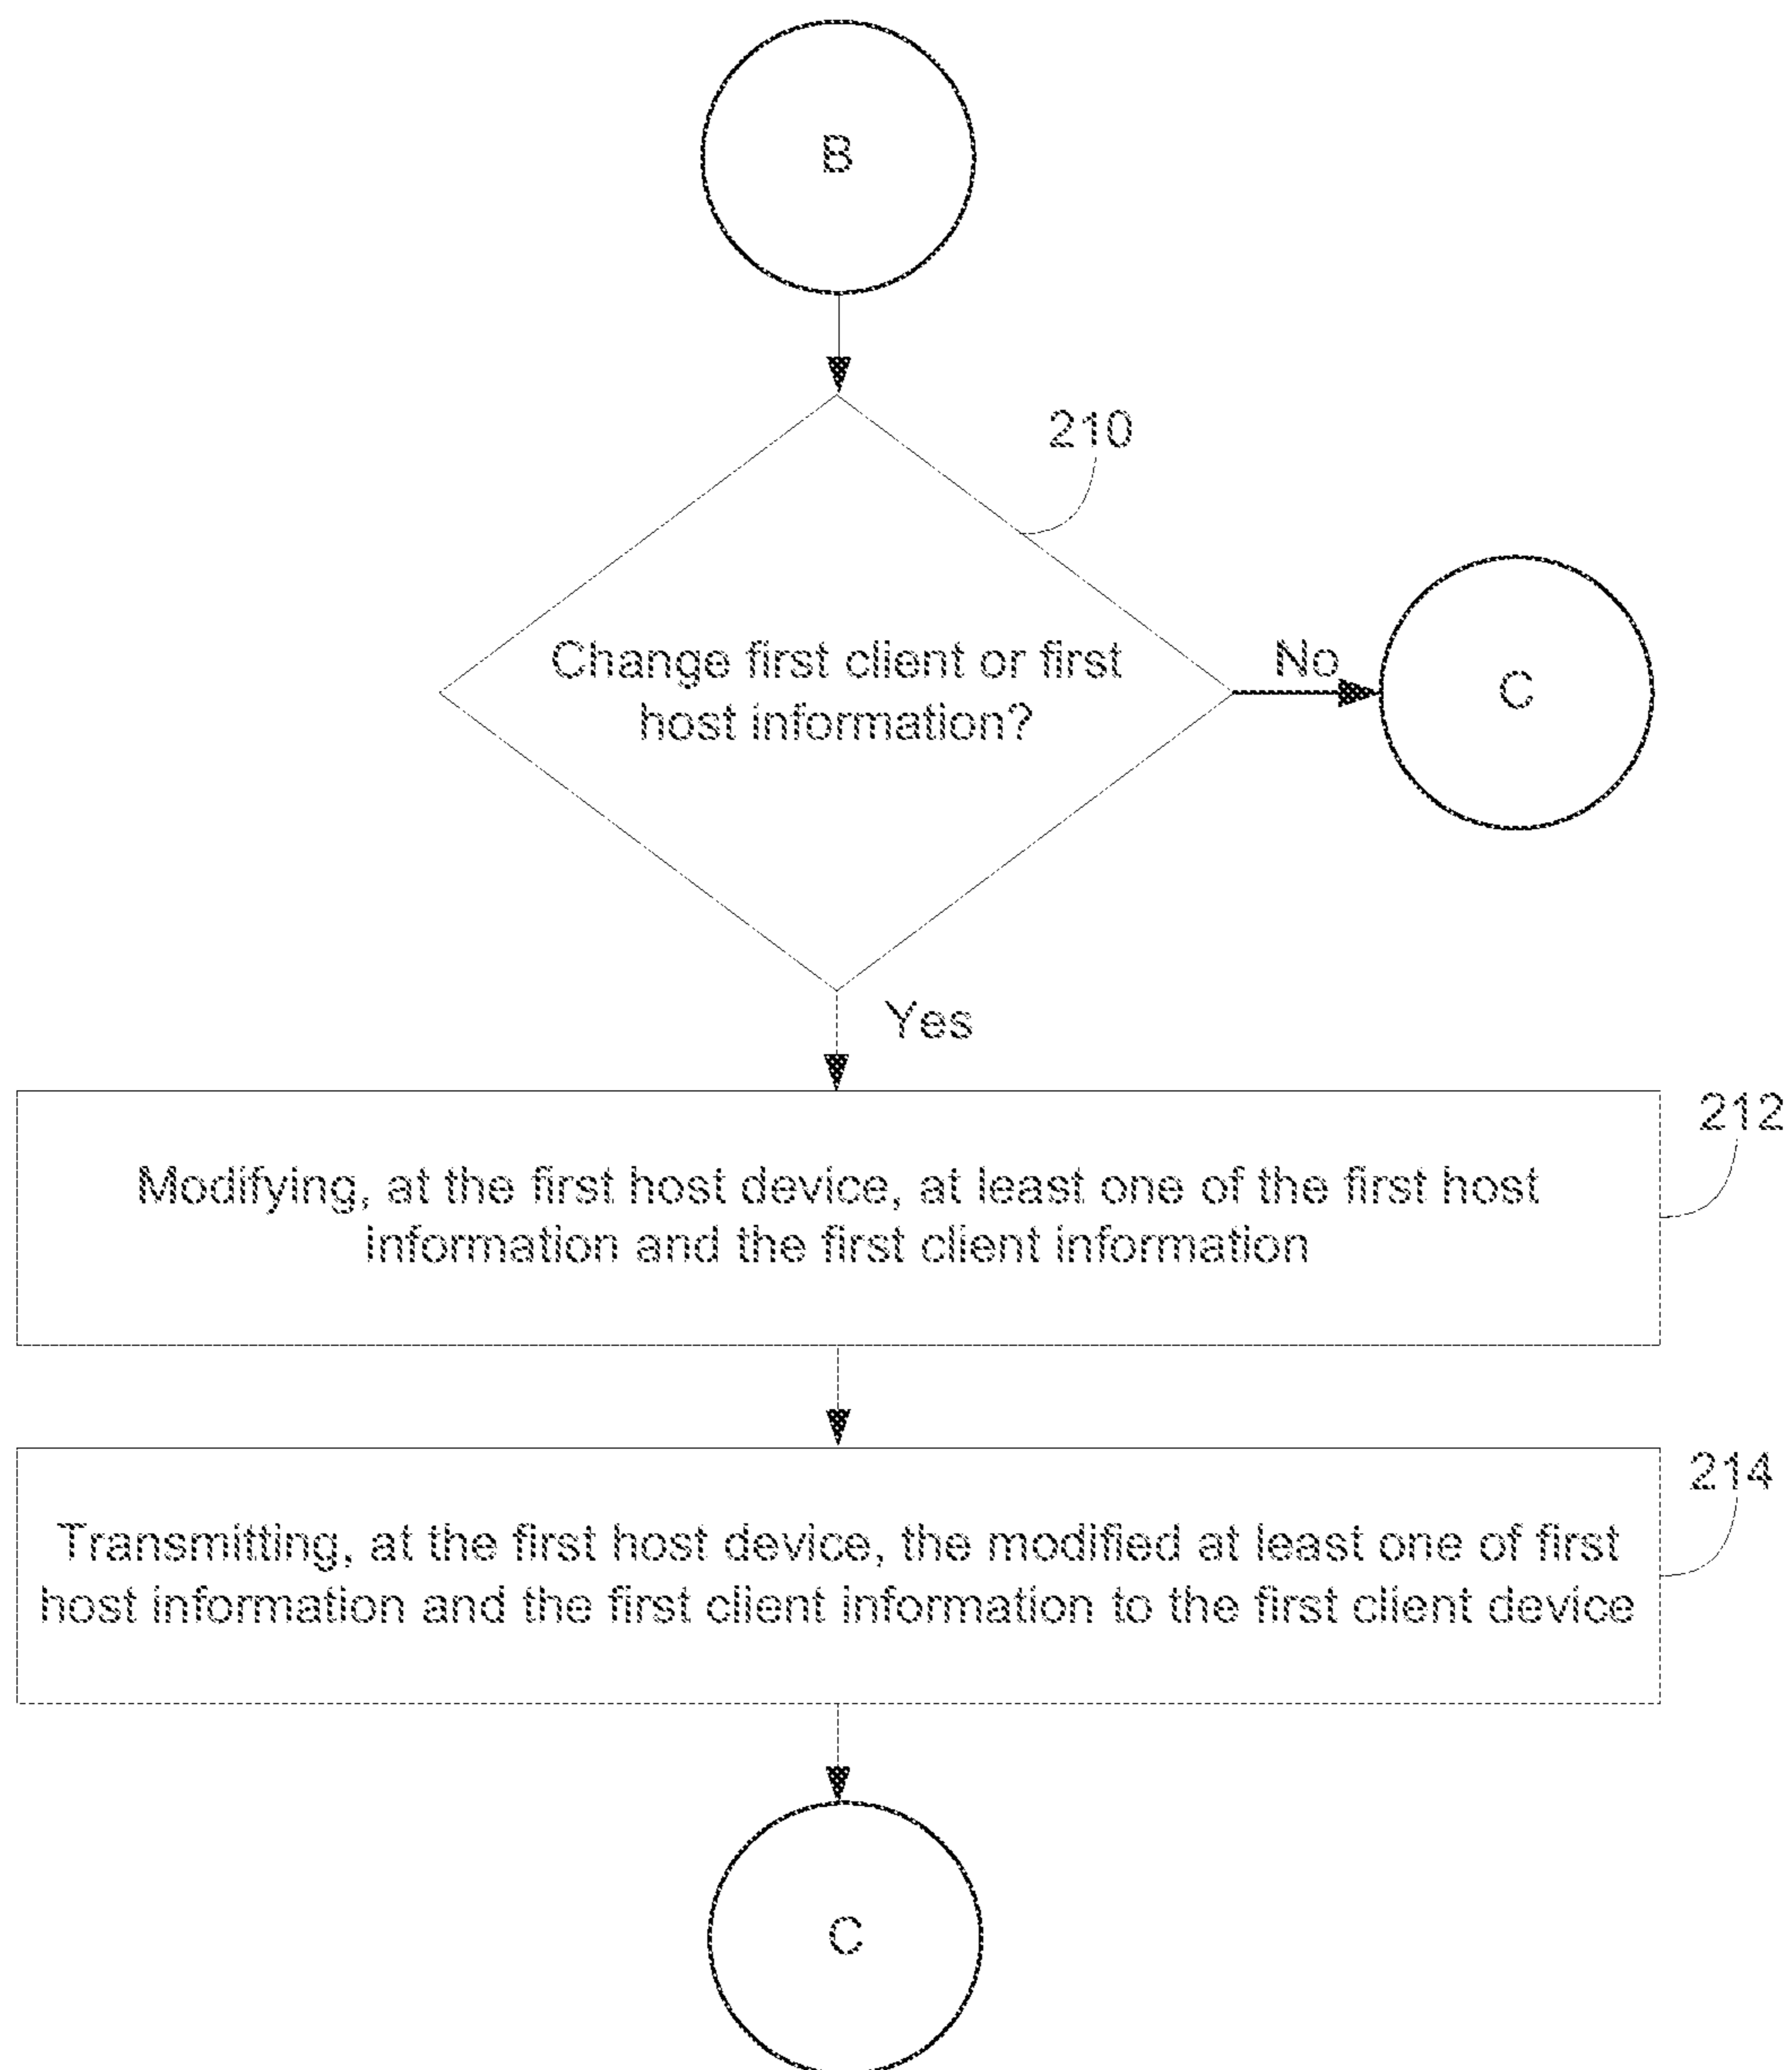 B
210
Change first client or first
host information?
No
C
Yes
212
Modifying, at the first host device, at least one of the first host
information and the first client information
214
Transmitting, at the first host device, the modified at least one of first
host information and the first client information to the first client device
C